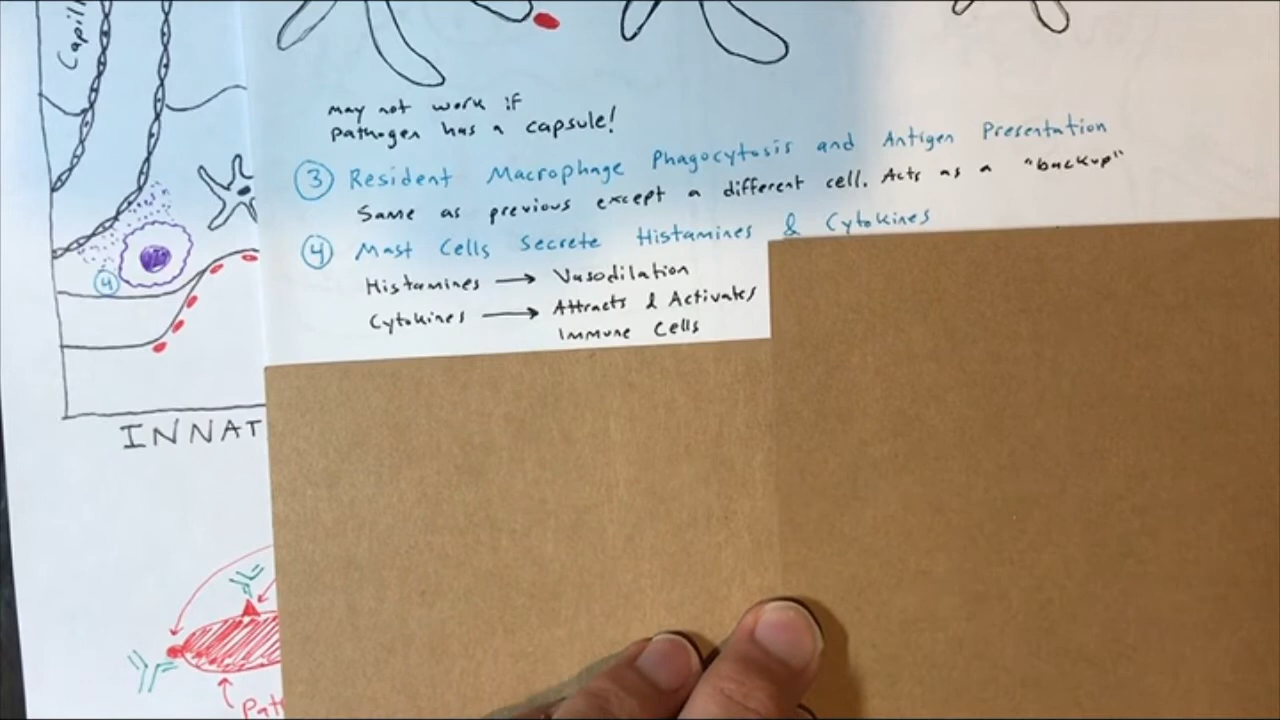 Capill
may not work if
pathogen has a capsule!
③ Resident Macrophage Phagocytosis and Antigen Presentation
Same as previous except a different cell. Acts as a "backup"
④ Mast Cells Secrete Histamines & Cytokines
Histamines → Vasodilation
Cytokines → Attracts & Activates
Immune Cells
④
INNAT
Pat